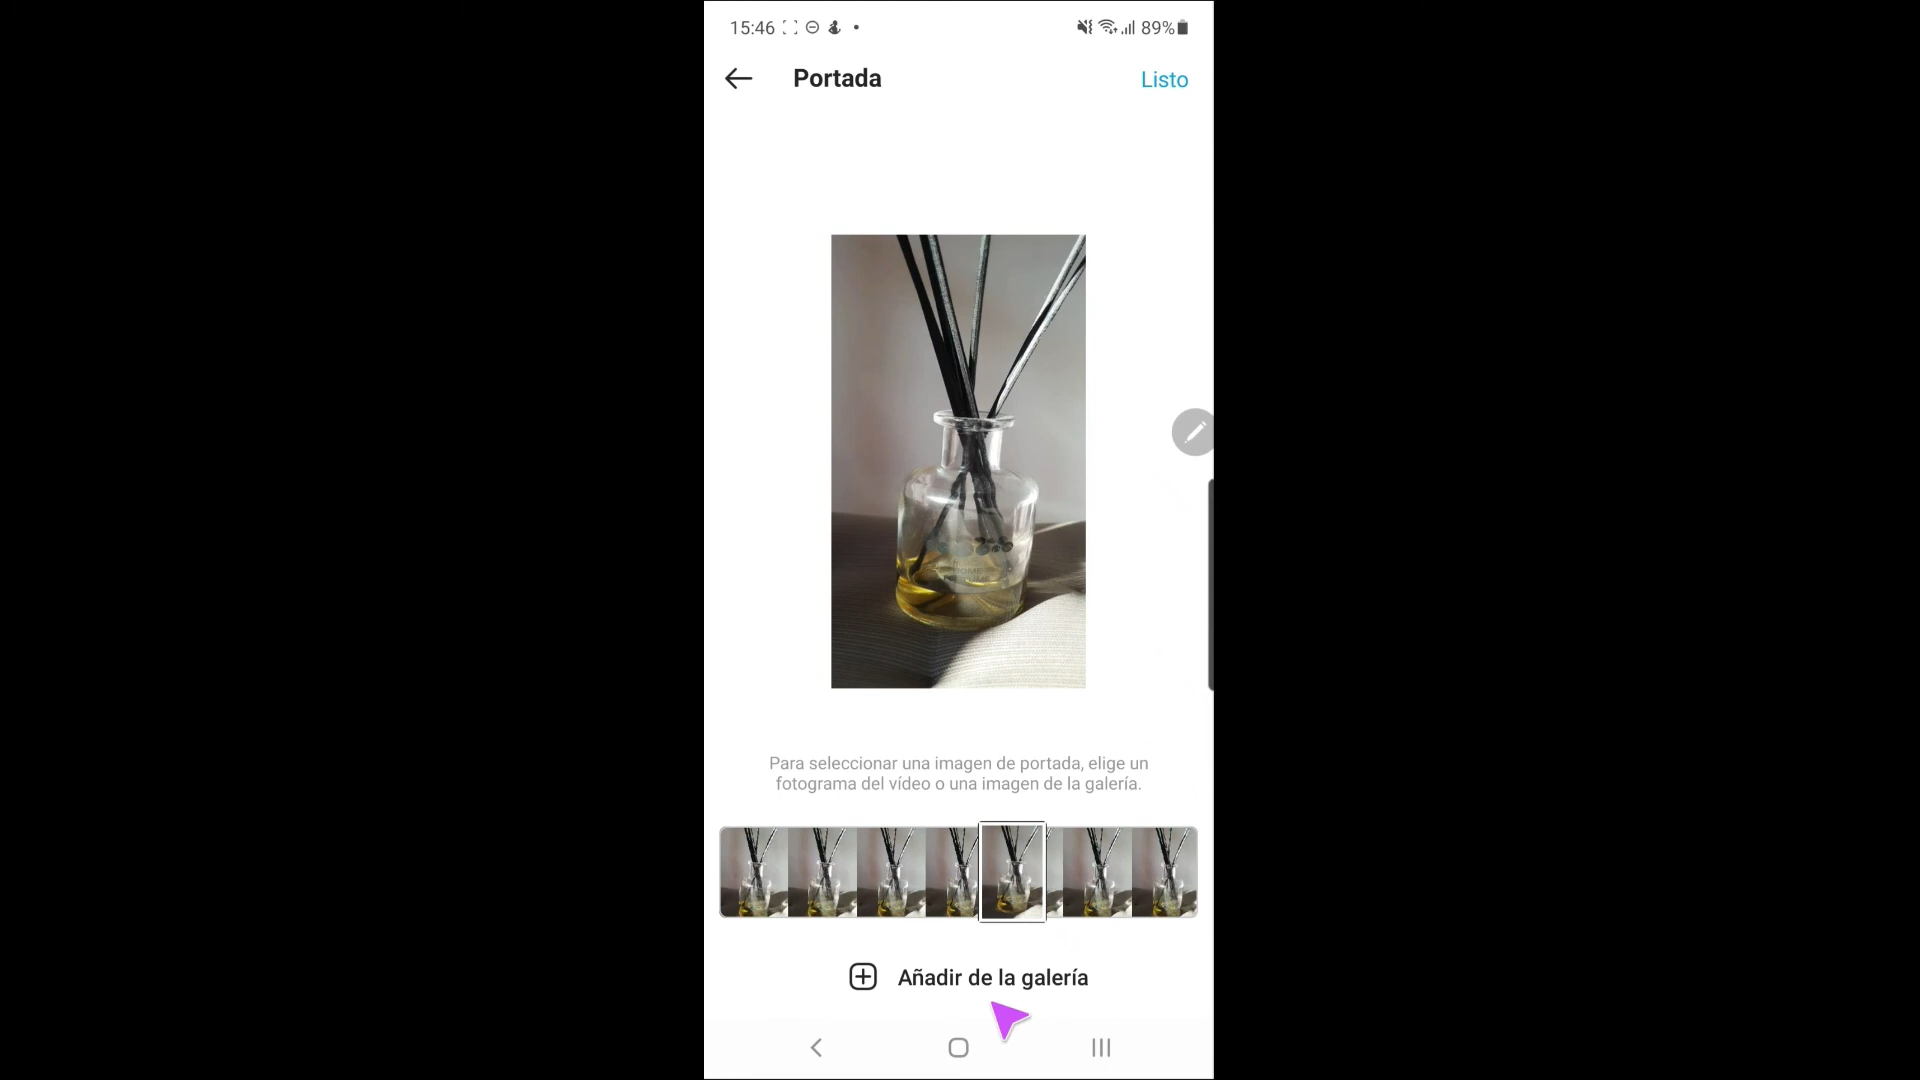 15:46
89%
Portada
Listo
HOME
Para seleccionar una imagen de portada, elige un
fotograma del vídeo o una imagen de la galería.
Añadir de la galería